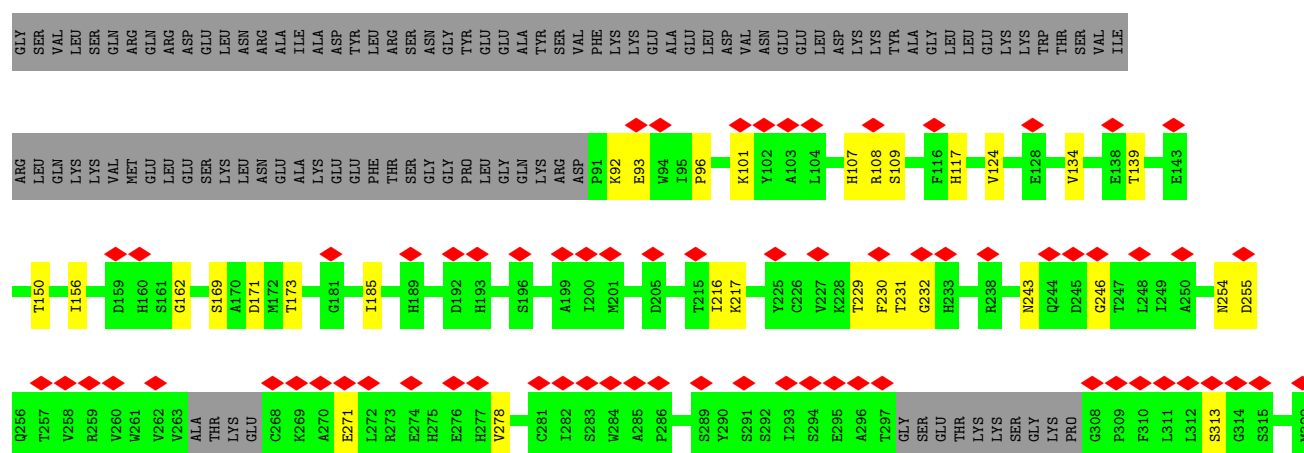 GLY SER VAL LEU SER GLN ARG GLN ARG ASP GLU LEU ASN ARG ALA ILE ALA ASP TYR LEU ARG SER ASN GLY TYR GLU GLU ALA TYR SER VAL PHE LYS LYS GLU ALA GLU LEU ASP VAL ASN GLU GLU LEU ASP LYS LYS TYR ALA GLY LEU LEU GLU LYS LYS TRP THR SER VAL ILE
ARG LEU GLN LYS LYS VAL MET GLU LEU GLU SER LYS LEU ASN GLU ALA LYS GLU GLU PHE THR SER GLY GLY PRO LEU GLY GLN LYS ARG ASP P91 K92 E93 W94 I95 P96 K101 Y102 A103 L104 H107 R108 S109 F116 H117 V124 E128 V134 E138 T139 E143
T150 I156 D159 H160 S161 G162 S169 A170 D171 M172 T173 G181 I185 H189 D192 H193 S196 A199 I200 M201 D205 T215 I216 K217 Y225 C226 V227 K228 T229 F230 T231 G232 H233 R238 N243 Q244 D245 G246 T247 L248 I249 A250 N254 D255
Q256 T257 V258 R259 V260 W261 V262 V263 ALA THR LYS GLU C268 K269 A270 E271 L272 R273 E274 H275 E276 H277 V278 C281 I282 S283 W284 A285 P286 S289 Y290 S291 S292 I293 S294 E295 A296 T297 GLY SER GLU THR LYS LYS SER GLY LYS PRO G308 P309 F310 L311 L312 S313 G314 S315